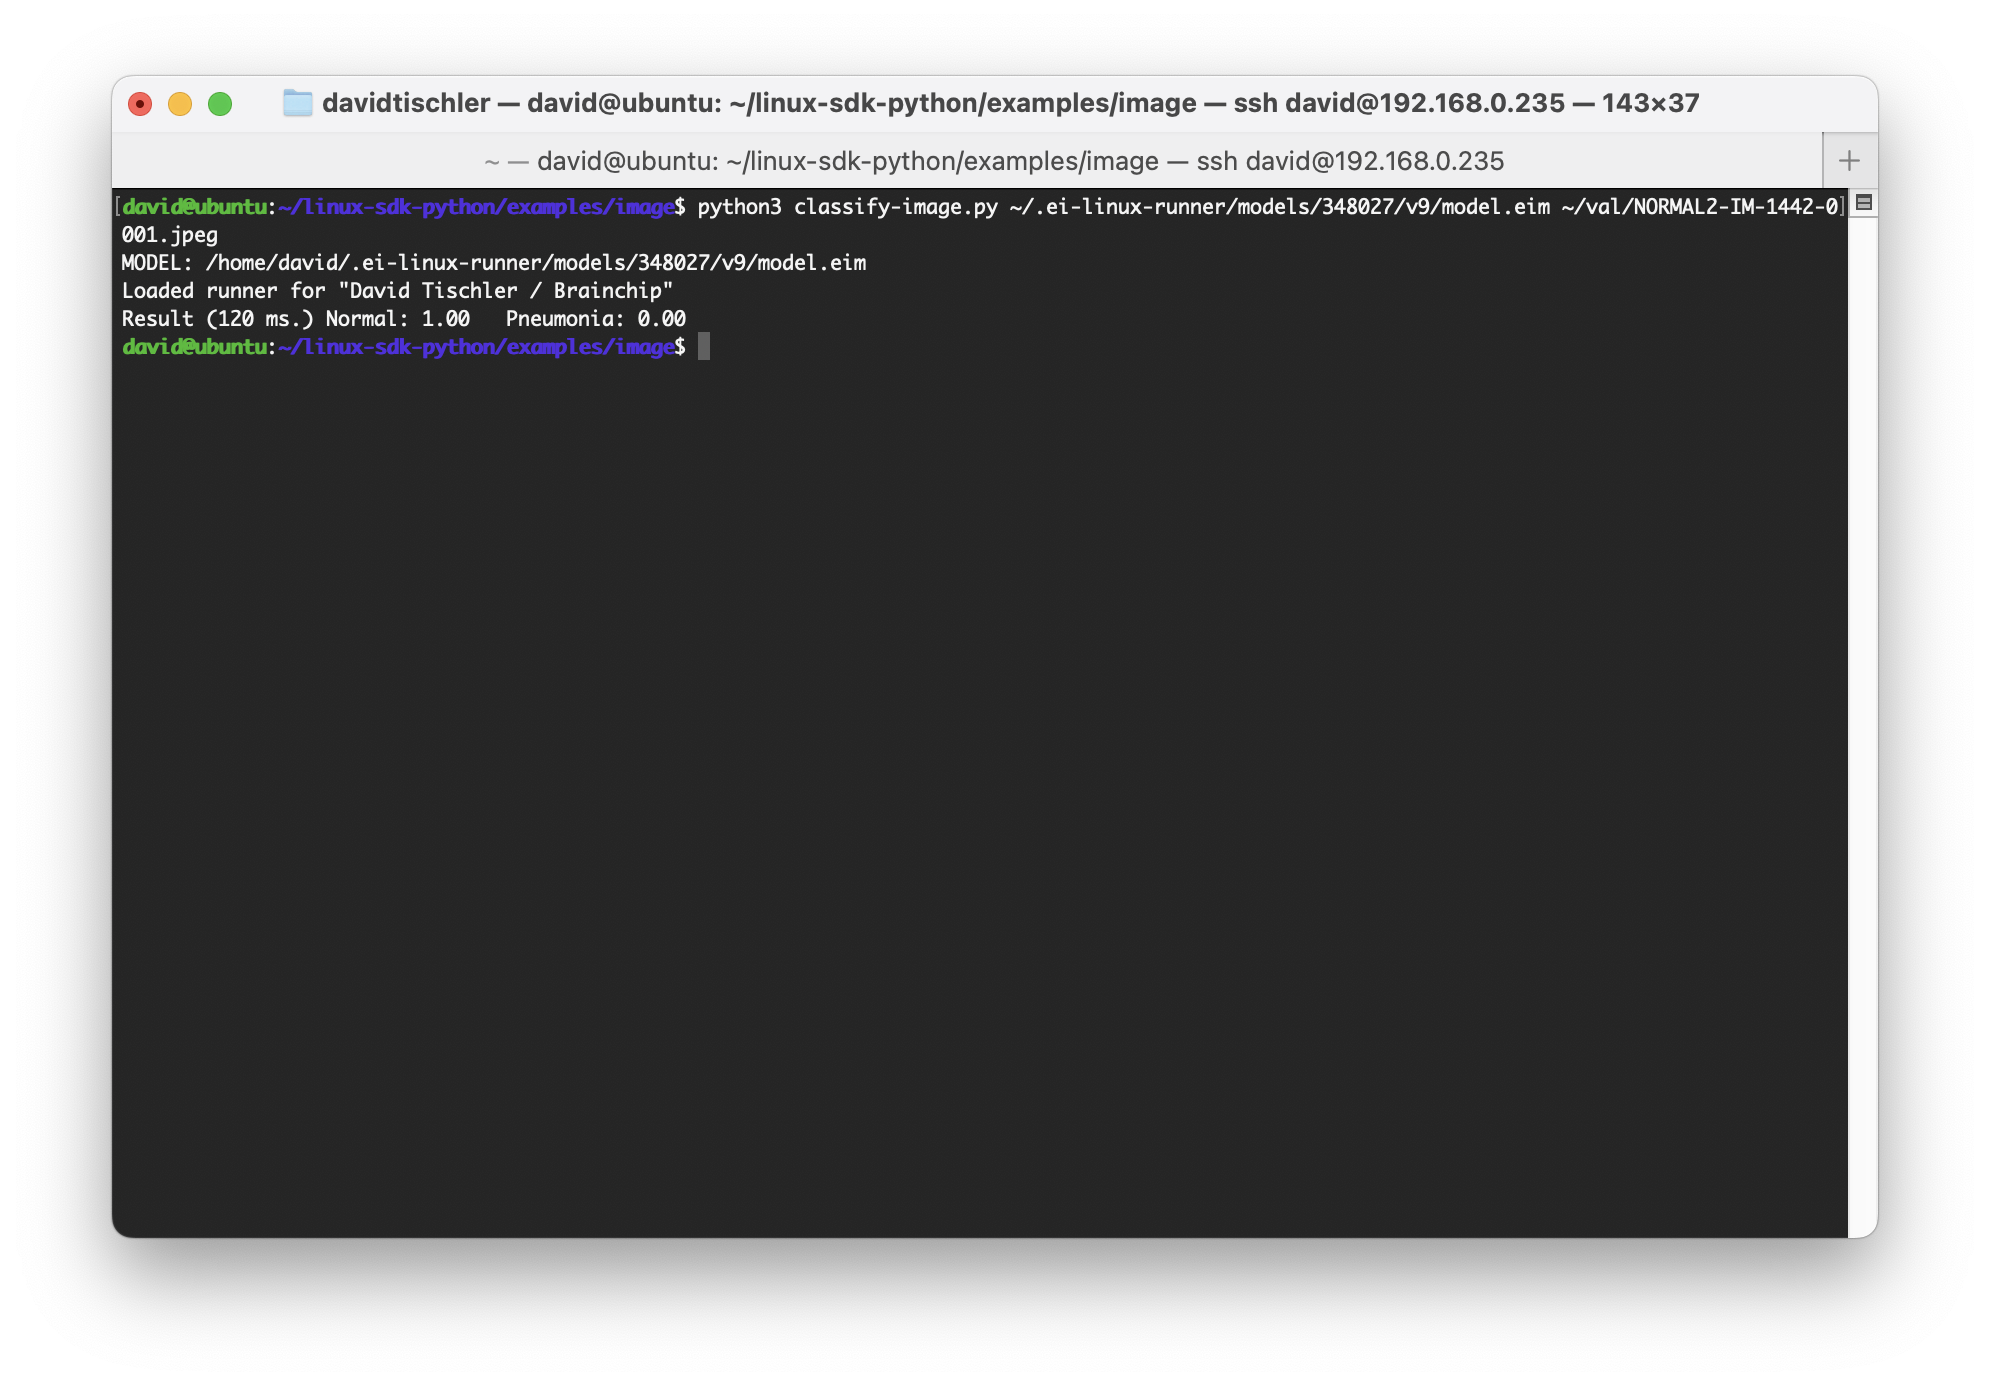 davidtischler — david@ubuntu: ~/linux-sdk-python/examples/image — ssh david@192.168.0.235 — 143×37
~ — david@ubuntu: ~/linux-sdk-python/examples/image — ssh david@192.168.0.235
[david@ubuntu:~/linux-sdk-python/examples/image$ python3 classify-image.py ~/.ei-linux-runner/models/348027/v9/model.eim ~/val/NORMAL2-IM-1442-0]
001.jpeg
MODEL: /home/david/.ei-linux-runner/models/348027/v9/model.eim
Loaded runner for "David Tischler / Brainchip"
Result (120 ms.) Normal: 1.00   Pneumonia: 0.00
david@ubuntu:~/linux-sdk-python/examples/image$